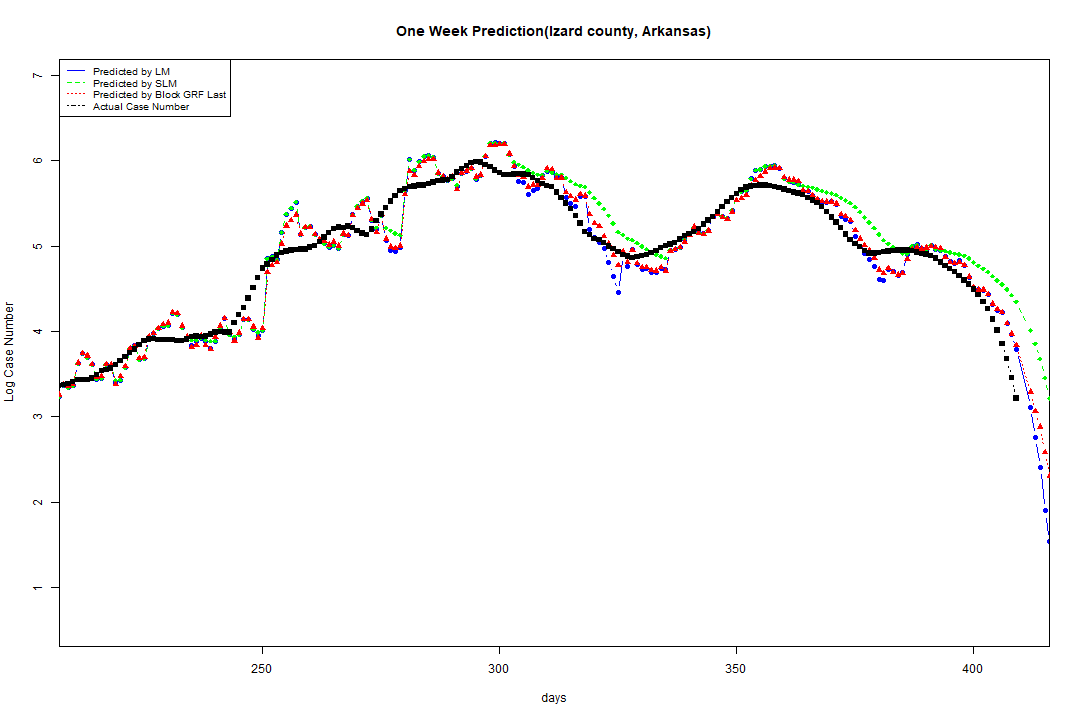 One Week Prediction(Izard county, Arkansas)
Predicted by LM
Predicted by SLM
Predicted by Block GRF Last
Actual Case Number
7
6
5
4
3
2
1
Log Case Number
250 300 350 400
days